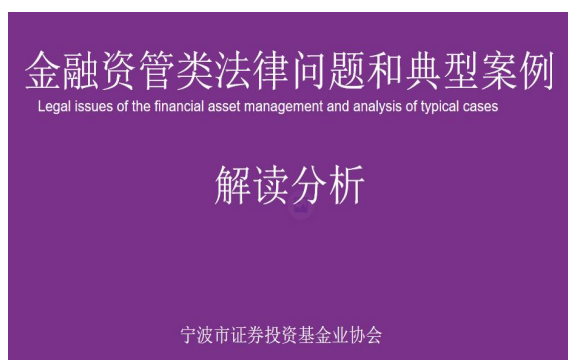 金融资管类法律问题和典型案例
Legal issues of the financial asset management and analysis of typical cases
解读分析
宁波市证券投资基金业协会